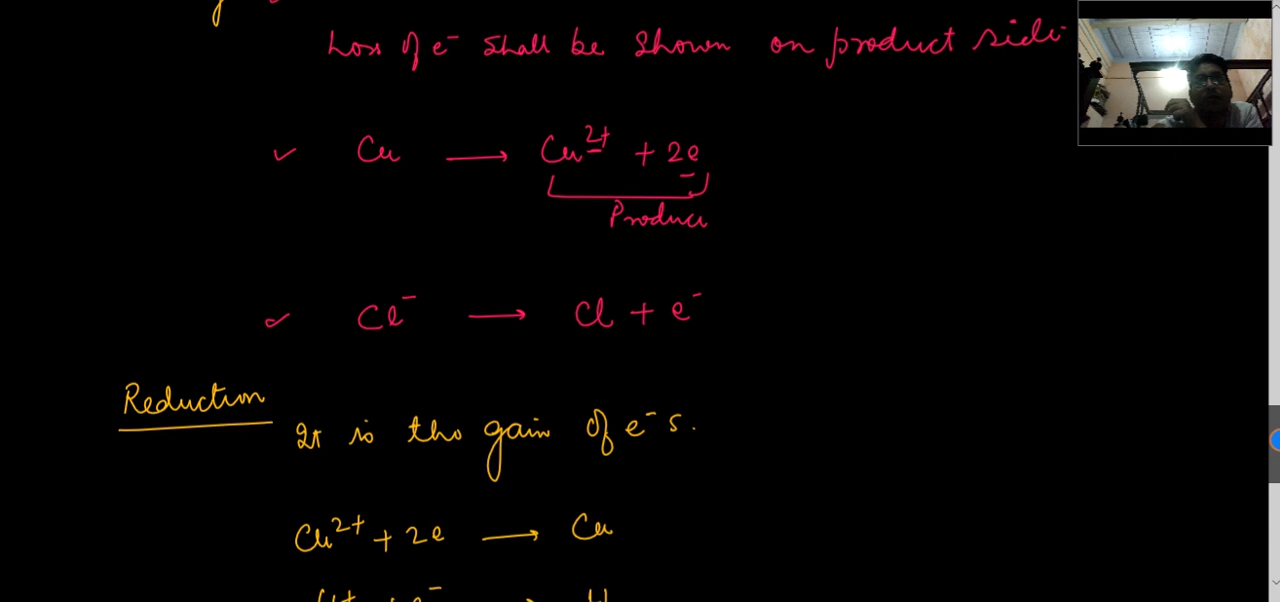 Loss of e⁻ shall be shown on product side
✓ Cu ⟶ Cu²⁺ + 2e⁻
Produc
✓ Cl⁻ ⟶ Cl + e⁻
Reduction
It is the gain of e⁻s.
Cu²⁺ + 2e ⟶ Cu